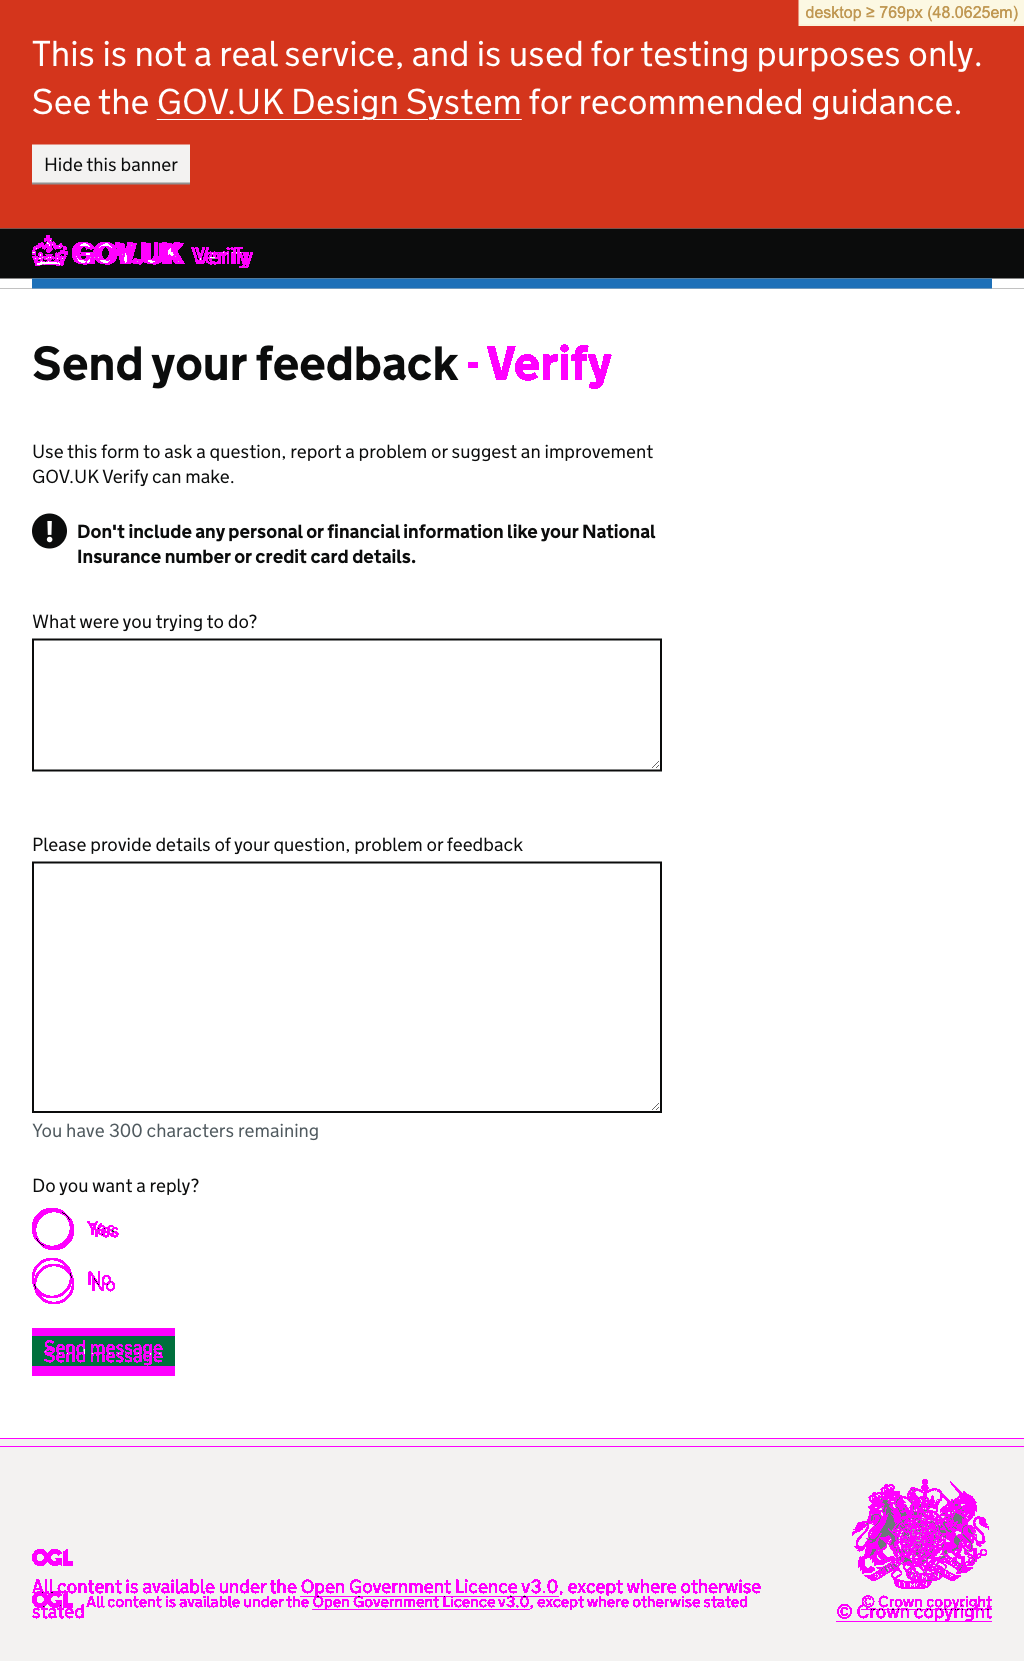 desktop ≥ 769px (48.0625em)
This is not a real service, and is used for testing purposes only.
See the GOV.UK Design System for recommended guidance.
Hide this banner
GOV.UK Verify
Send your feedback - Verify
Use this form to ask a question, report a problem or suggest an improvement
GOV.UK Verify can make.
! Don't include any personal or financial information like your National
Insurance number or credit card details.
What were you trying to do?
Please provide details of your question, problem or feedback
You have 300 characters remaining
Do you want a reply?
Yes
Yes
No
No
Send message
Send message
OGL
All content is available under the Open Government Licence v3.0, except where otherwise
stated
OGL All content is available under the Open Government Licence v3.0, except where otherwise stated
© Crown copyright
© Crown copyright